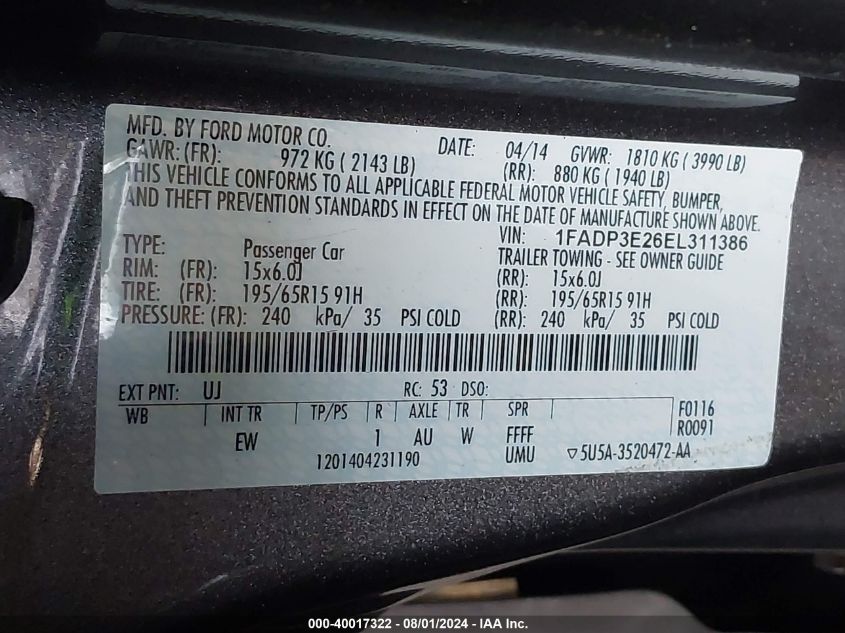 MFD. BY FORD MOTOR CO.
DATE: 04/14 GVWR: 1810 KG ( 3990 LB)
GAWR: (FR): 972 KG ( 2143 LB) (RR): 880 KG ( 1940 LB)
THIS VEHICLE CONFORMS TO ALL APPLICABLE FEDERAL MOTOR VEHICLE SAFETY, BUMPER,
AND THEFT PREVENTION STANDARDS IN EFFECT ON THE DATE OF MANUFACTURE SHOWN ABOVE.
VIN: 1FADP3E26EL311386
TYPE: Passenger Car TRAILER TOWING - SEE OWNER GUIDE
RIM: (FR): 15x6.0J (RR): 15x6.0J
TIRE: (FR): 195/65R15 91H (RR): 195/65R15 91H
PRESSURE: (FR): 240 kPa/ 35 PSI COLD (RR): 240 kPa/ 35 PSI COLD
EXT PNT: UJ RC: 53 DSO:
WB INT TR TP/PS R AXLE TR SPR F0116
R0091
EW 1 AU W FFFF
1201404231190 UMU ▽5U5A-3520472-AA
000-40017322 - 08/01/2024 - IAA Inc.